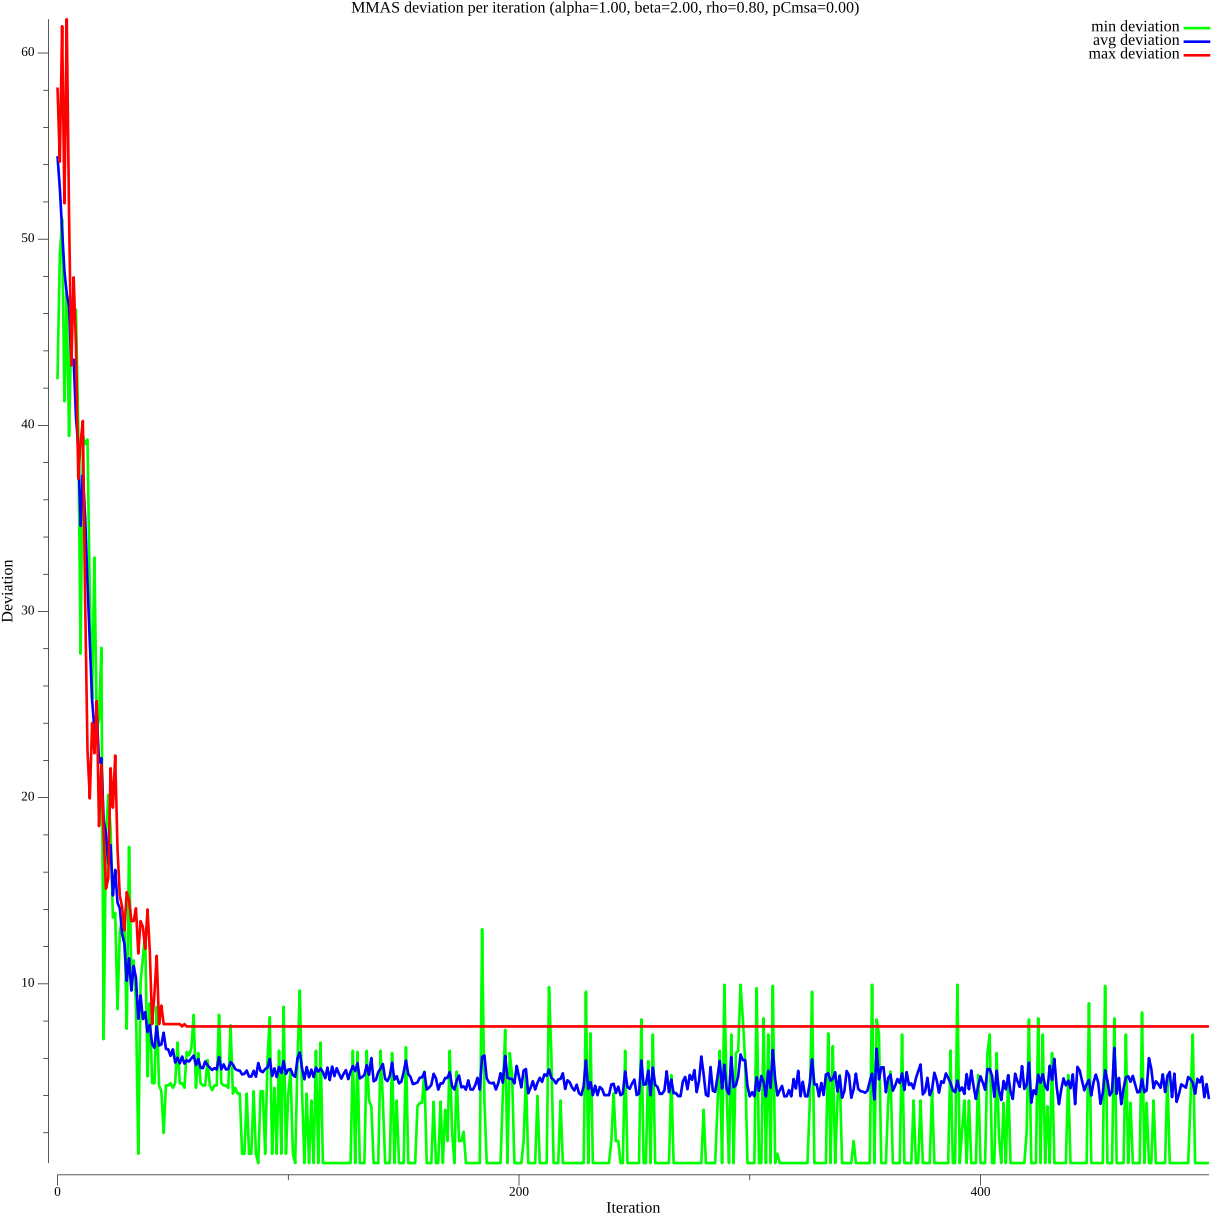 MMAS deviation per iteration (alpha=1.00, beta=2.00, rho=0.80, pCmsa=0.00)
min deviation
avg deviation
max deviation
60
50
40
30
20
10
Deviation
0
200
400
Iteration